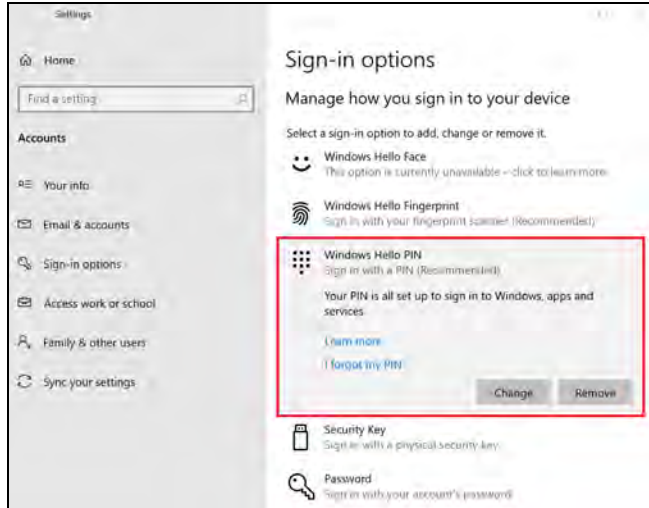 Settings
Home
Find a setting
Accounts
Your info
Email & accounts
Sign-in options
Access work or school
Family & other users
Sync your settings
Sign-in options
Manage how you sign in to your device
Select a sign-in option to add, change or remove it.
Windows Hello Face
This option is currently unavailable – click to learn more
Windows Hello Fingerprint
Sign in with your fingerprint scanner (Recommended)
Windows Hello PIN
Sign in with a PIN (Recommended)
Your PIN is all set up to sign in to Windows, apps and
services
Learn more
I forgot my PIN
Change
Remove
Security Key
Sign in with a physical security key
Password
Sign in with your account's password